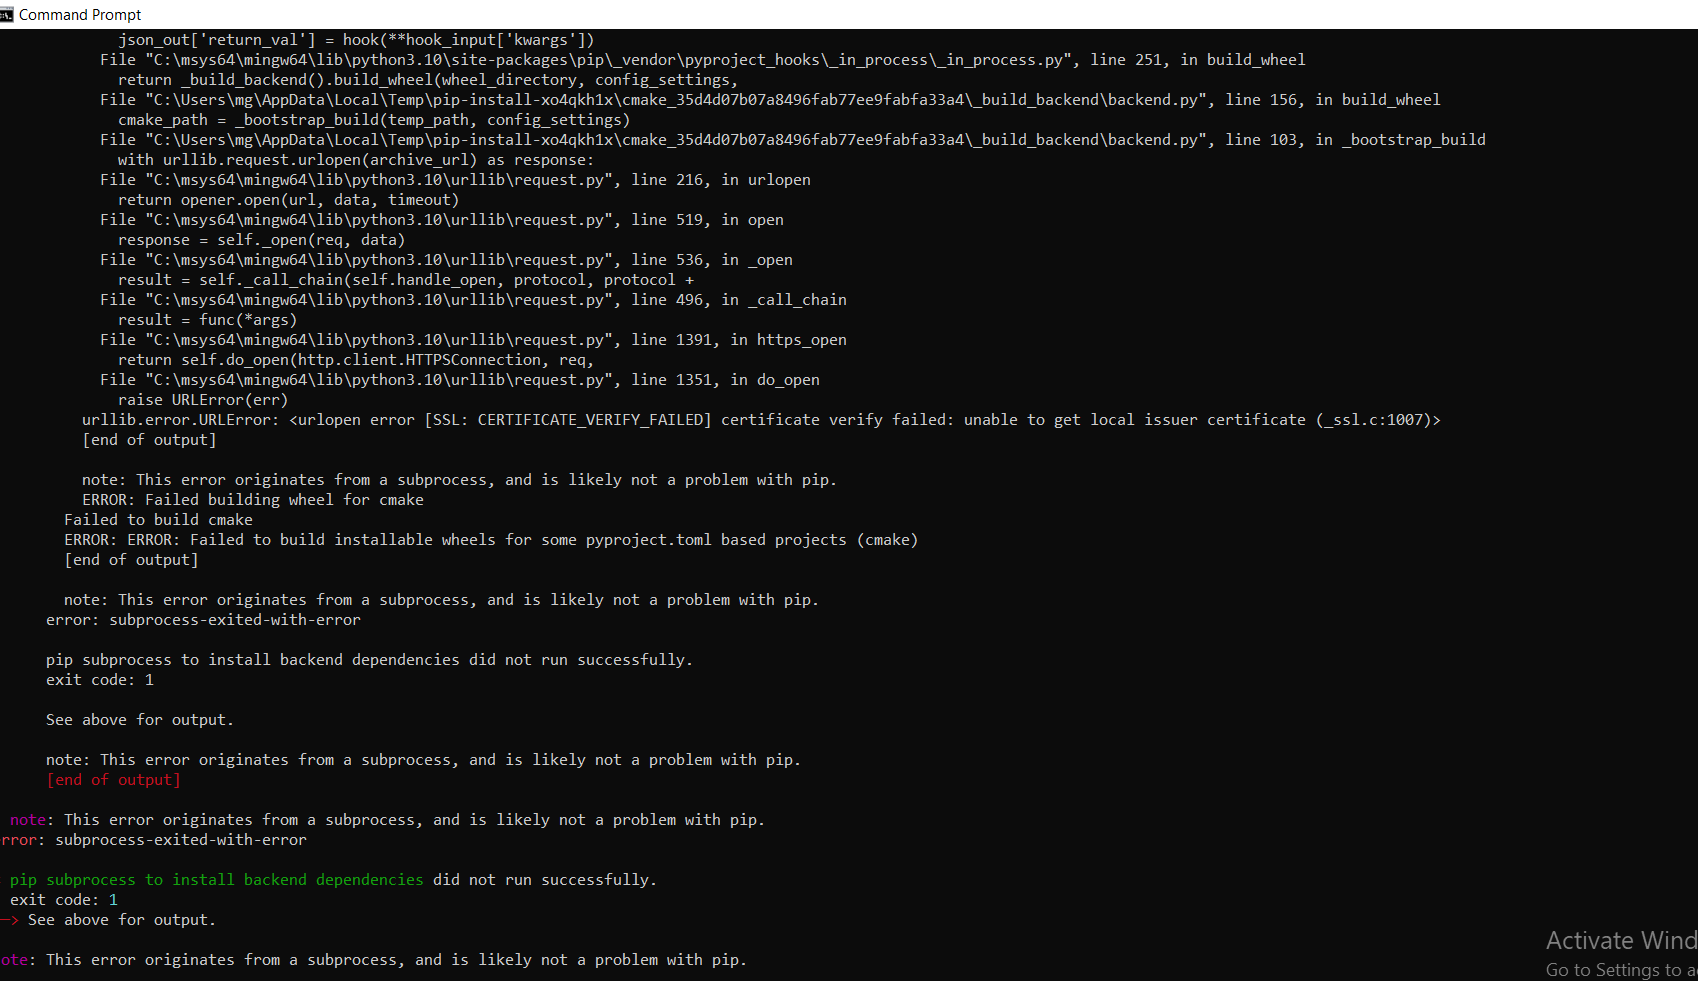 Command Prompt
json_out['return_val'] = hook(**hook_input['kwargs'])
File "C:\msys64\mingw64\lib\python3.10\site-packages\pip\_vendor\pyproject_hooks\_in_process\_in_process.py", line 251, in build_wheel
return _build_backend().build_wheel(wheel_directory, config_settings,
File "C:\Users\mg\AppData\Local\Temp\pip-install-xo4qkh1x\cmake_35d4d07b07a8496fab77ee9fabfa33a4\_build_backend\backend.py", line 156, in build_wheel
cmake_path = _bootstrap_build(temp_path, config_settings)
File "C:\Users\mg\AppData\Local\Temp\pip-install-xo4qkh1x\cmake_35d4d07b07a8496fab77ee9fabfa33a4\_build_backend\backend.py", line 103, in _bootstrap_build
with urllib.request.urlopen(archive_url) as response:
File "C:\msys64\mingw64\lib\python3.10\urllib\request.py", line 216, in urlopen
return opener.open(url, data, timeout)
File "C:\msys64\mingw64\lib\python3.10\urllib\request.py", line 519, in open
response = self._open(req, data)
File "C:\msys64\mingw64\lib\python3.10\urllib\request.py", line 536, in _open
result = self._call_chain(self.handle_open, protocol, protocol +
File "C:\msys64\mingw64\lib\python3.10\urllib\request.py", line 496, in _call_chain
result = func(*args)
File "C:\msys64\mingw64\lib\python3.10\urllib\request.py", line 1391, in https_open
return self.do_open(http.client.HTTPSConnection, req,
File "C:\msys64\mingw64\lib\python3.10\urllib\request.py", line 1351, in do_open
raise URLError(err)
urllib.error.URLError: <urlopen error [SSL: CERTIFICATE_VERIFY_FAILED] certificate verify failed: unable to get local issuer certificate (_ssl.c:1007)>
[end of output]
note: This error originates from a subprocess, and is likely not a problem with pip.
ERROR: Failed building wheel for cmake
Failed to build cmake
ERROR: ERROR: Failed to build installable wheels for some pyproject.toml based projects (cmake)
[end of output]
note: This error originates from a subprocess, and is likely not a problem with pip.
error: subprocess-exited-with-error
pip subprocess to install backend dependencies did not run successfully.
exit code: 1
See above for output.
note: This error originates from a subprocess, and is likely not a problem with pip.
[end of output]
note: This error originates from a subprocess, and is likely not a problem with pip.
rror: subprocess-exited-with-error
pip subprocess to install backend dependencies did not run successfully.
exit code: 1
─> See above for output.
ote: This error originates from a subprocess, and is likely not a problem with pip.
Activate Wind
Go to Settings to a